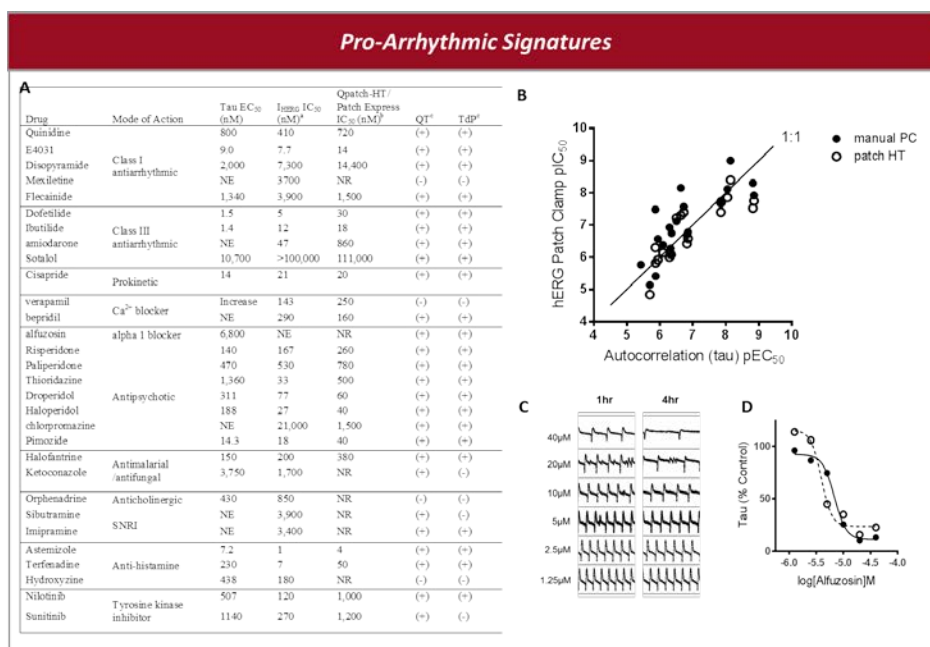 Pro-Arrhythmic Signatures
A
Drug Mode of Action Tau EC50 (nM) IHERG IC50 (nM)a Qpatch-HT/ Patch Express IC50 (nM)b QTc TdPc
Quinidine 800 410 720 (+) (+)
E4031 9.0 7.7 14 (+) (+)
Disopyramide Class I antiarrhythmic 2,000 7,300 14,400 (+) (+)
Mexiletine NE 3700 NR (-) (-)
Flecainide 1,340 3,900 1,500 (+) (+)
Dofetilide 1.5 5 30 (+) (+)
Ibutilide Class III antiarrhythmic 1.4 12 18 (+) (+)
amiodarone NE 47 860 (+) (+)
Sotalol 10,700 >100,000 111,000 (+) (+)
Cisapride Prokinetic 14 21 20 (+) (+)
verapamil Increase 143 250 (-) (-)
bepridil Ca2+ blocker NE 290 160 (+) (+)
alfuzosin alpha 1 blocker 6,800 NE NR (+) (+)
Risperidone 140 167 260 (+) (+)
Paliperidone 470 530 780 (+) (+)
Thioridazine 1,360 33 500 (+) (+)
Droperidol Antipsychotic 311 77 60 (+) (+)
Haloperidol 188 27 40 (+) (+)
chlorpromazine NE 21,000 1,500 (+) (+)
Pimozide 14.3 18 40 (+) (+)
Halofantrine Antimalarial /antifungal 150 200 380 (+) (+)
Ketoconazole 3,750 1,700 NR (+) (-)
Orphenadrine Anticholinergic 430 850 NR (-) (-)
Sibutramine SNRI NE 3,900 NR (+) (-)
Imipramine NE 3,400 NR (+) (+)
Astemizole 7.2 1 4 (+) (+)
Terfenadine Anti-histamine 230 7 50 (+) (+)
Hydroxyzine 438 180 NR (-) (-)
Nilotinib Tyrosine kinase inhibitor 507 120 1,000 (+) (+)
Sunitinib 1140 270 1,200 (+) (-)
B
hERG Patch Clamp pIC50
10
9
8
7
6
5
4
4 5 6 7 8 9 10
Autocorrelation (tau) pEC50
1:1
manual PC
patch HT
C
1hr 4hr
40μM
20μM
10μM
5μM
2.5μM
1.25μM
D
Tau (% Control)
100
50
0
-6.0 -5.5 -5.0 -4.5 -4.0
log[Alfuzosin]M